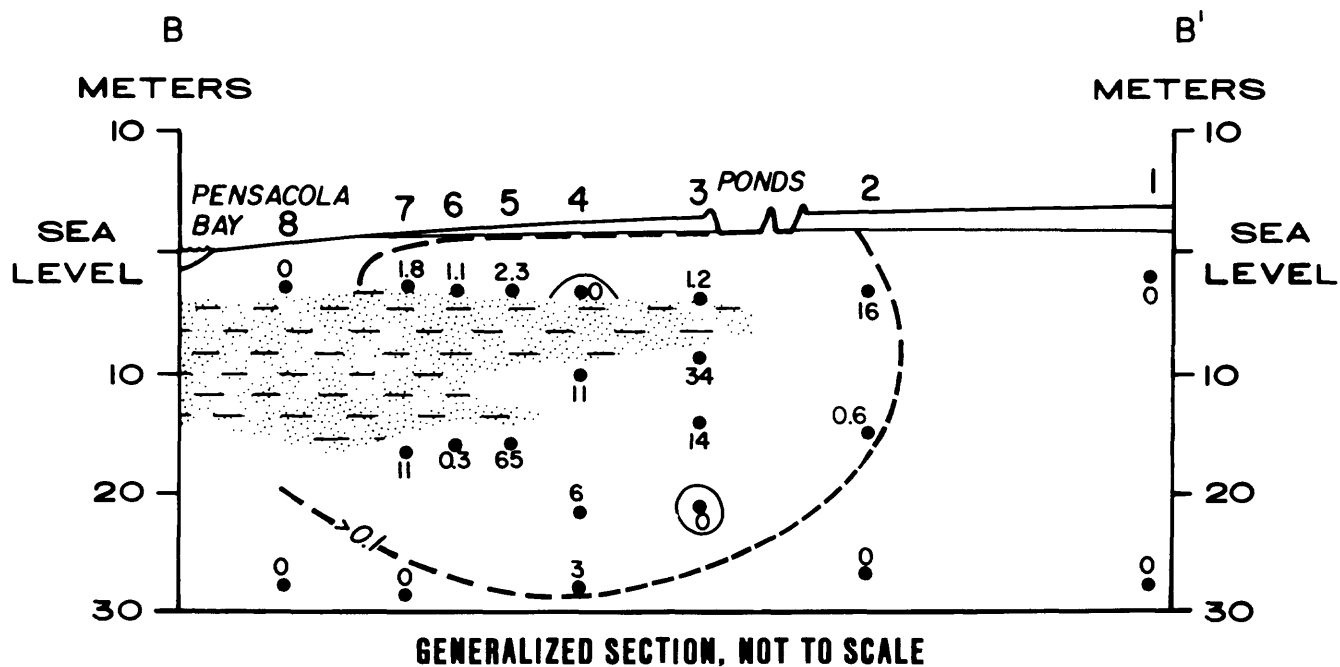 B B'
METERS METERS
10 10
PENSACOLA BAY 8 7 6 5 4 3 PONDS 2 1
SEA LEVEL SEA LEVEL
0 1.8 1.1 2.3 0 1.2 16 0
10 11 34 10
14 0.6
11 0.3 65
20 6 0 20
>0.1
0 0 3 0 0
30 30
GENERALIZED SECTION, NOT TO SCALE